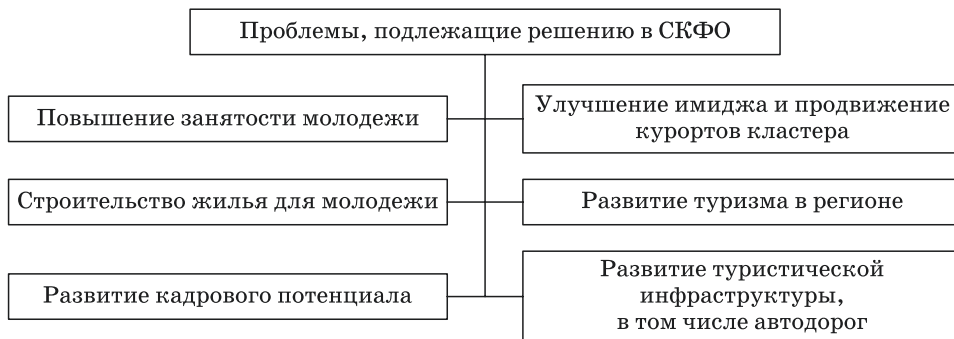 Проблемы, подлежащие решению в СКФО
Повышение занятости молодежи
Улучшение имиджа и продвижение
курортов кластера
Строительство жилья для молодежи
Развитие туризма в регионе
Развитие кадрового потенциала
Развитие туристической
инфраструктуры,
в том числе автодорог